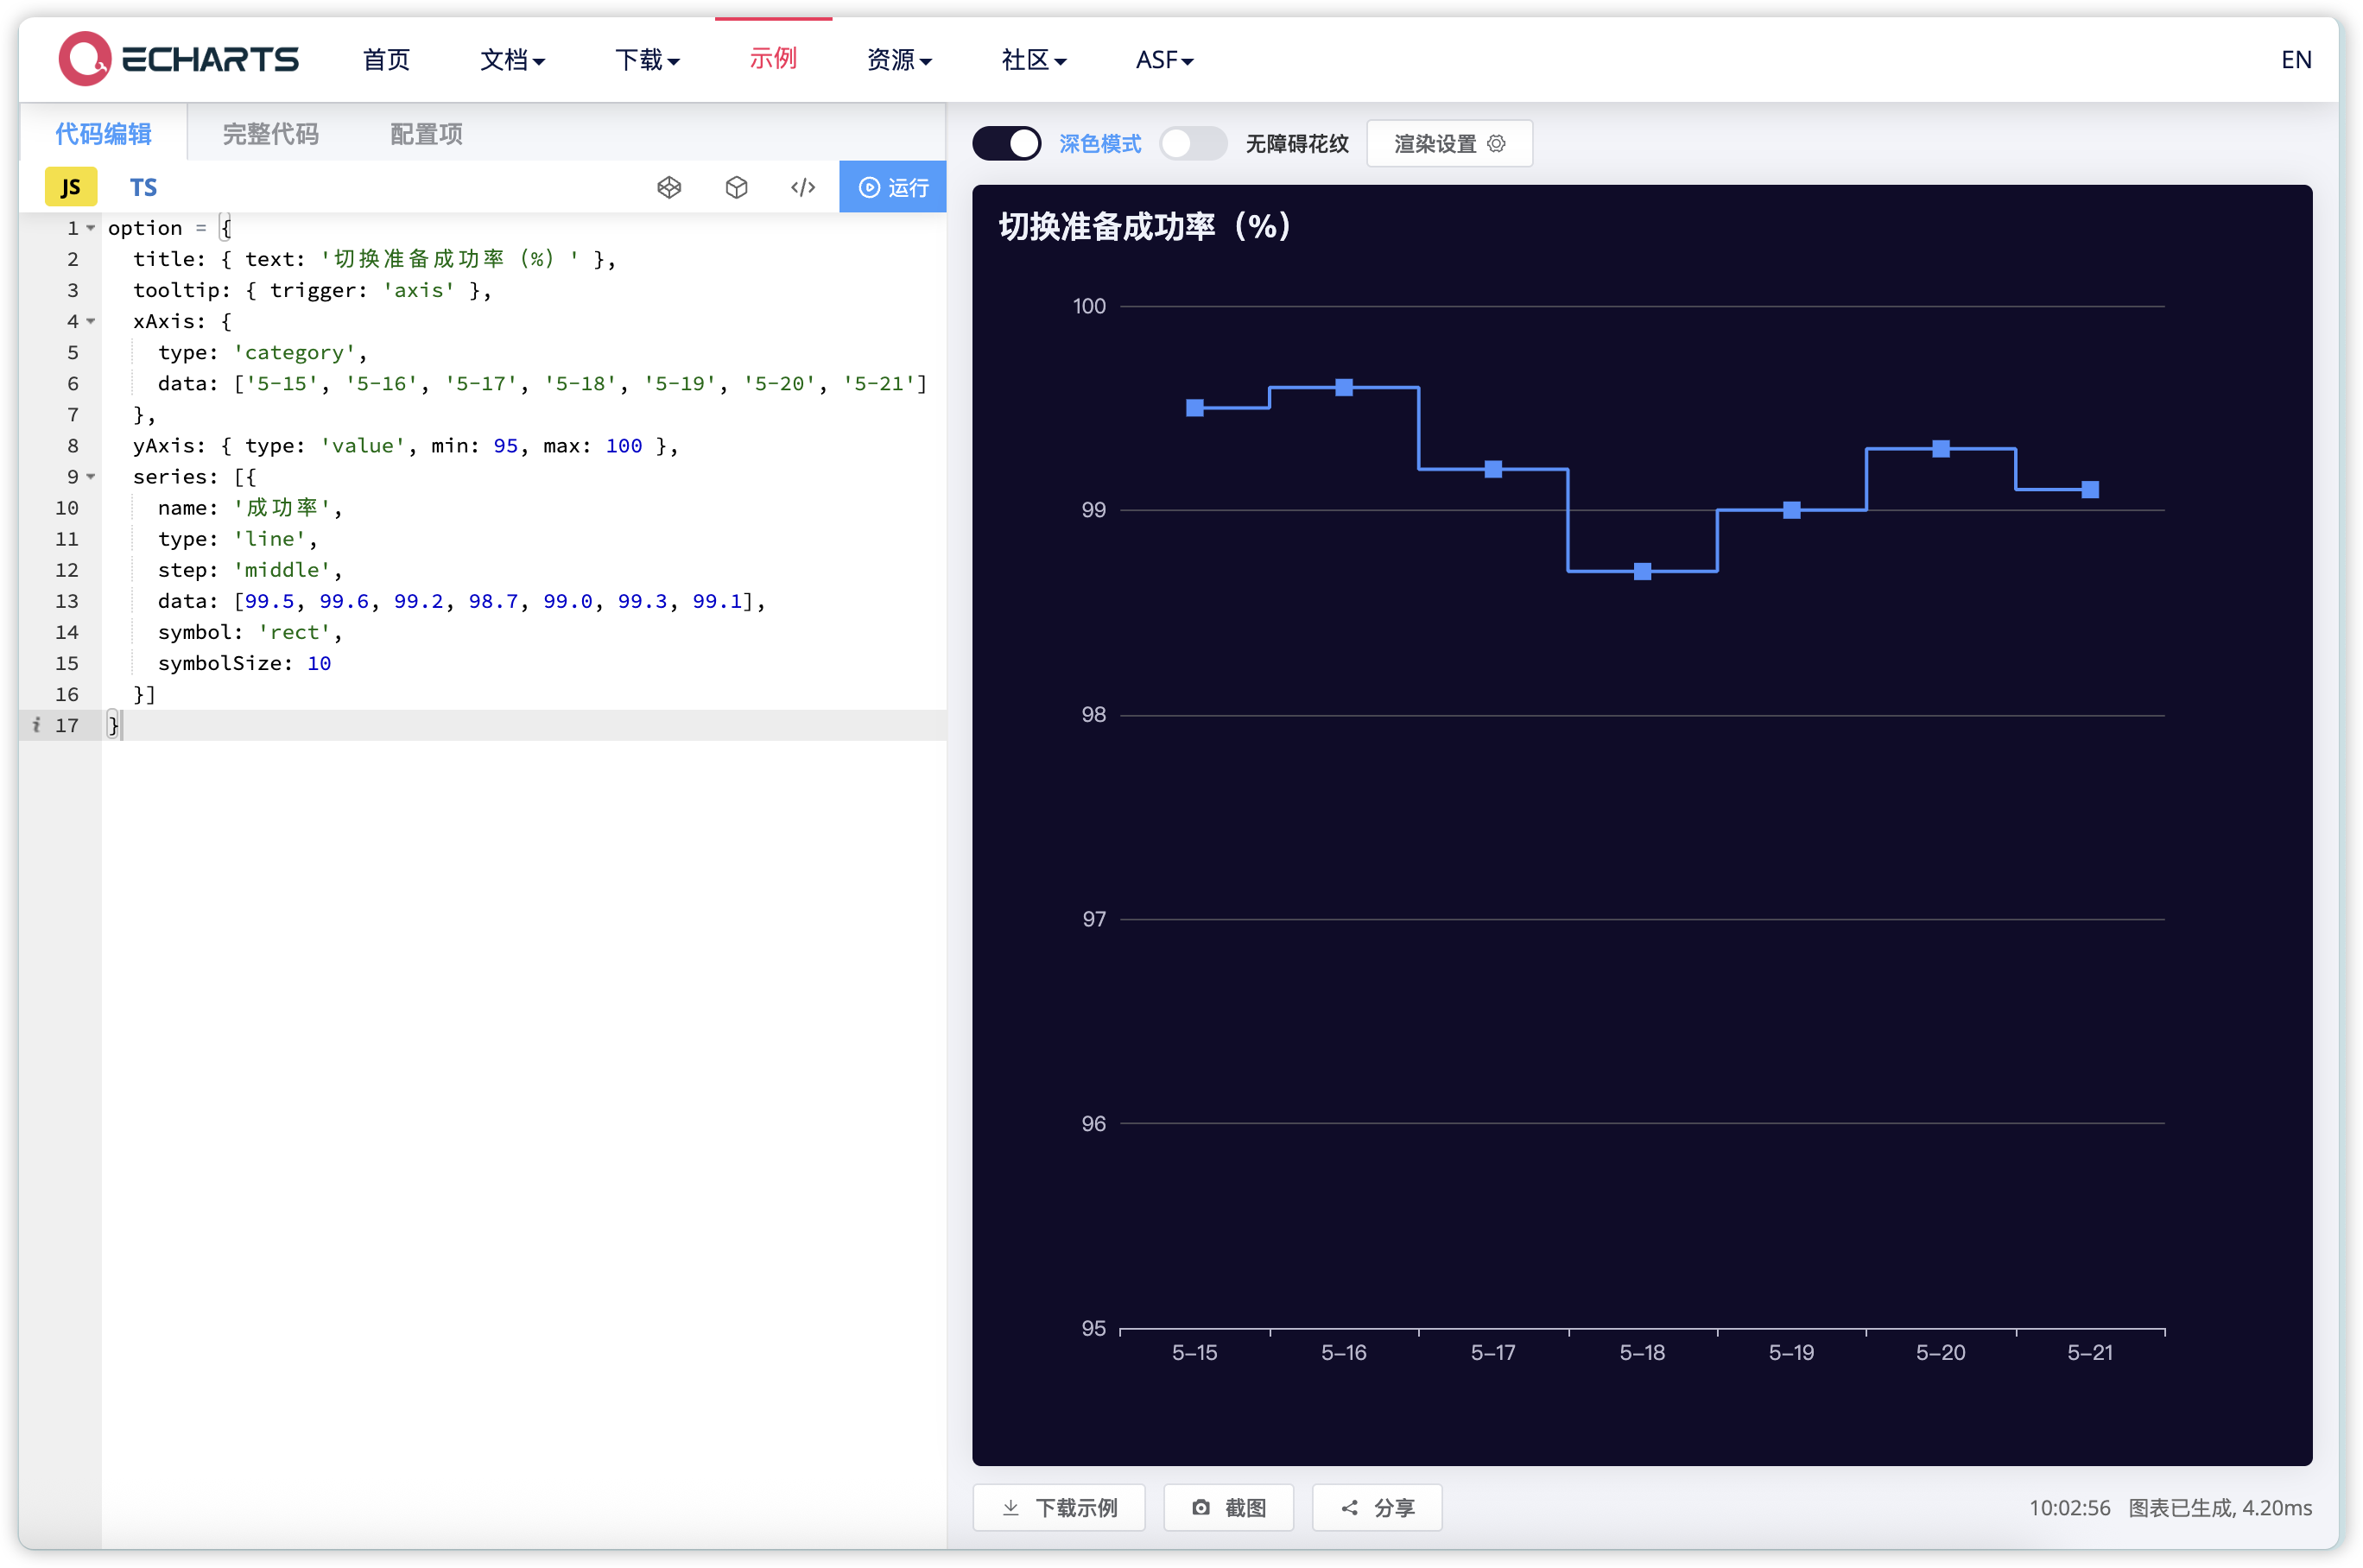 ECHARTS 首页 文档 下载 示例 资源 社区 ASF EN
代码编辑 完整代码 配置项
JS TS 运行
1 option = {
2 title: { text: '切换准备成功率（%）' },
3 tooltip: { trigger: 'axis' },
4 xAxis: {
5 type: 'category',
6 data: ['5-15', '5-16', '5-17', '5-18', '5-19', '5-20', '5-21']
7 },
8 yAxis: { type: 'value', min: 95, max: 100 },
9 series: [{
10 name: '成功率',
11 type: 'line',
12 step: 'middle',
13 data: [99.5, 99.6, 99.2, 98.7, 99.0, 99.3, 99.1],
14 symbol: 'rect',
15 symbolSize: 10
16 }]
i 17 }
深色模式 无障碍花纹 渲染设置
切换准备成功率（%）
100
99
98
97
96
95
5-15 5-16 5-17 5-18 5-19 5-20 5-21
下载示例 截图 分享 10:02:56 图表已生成, 4.20ms